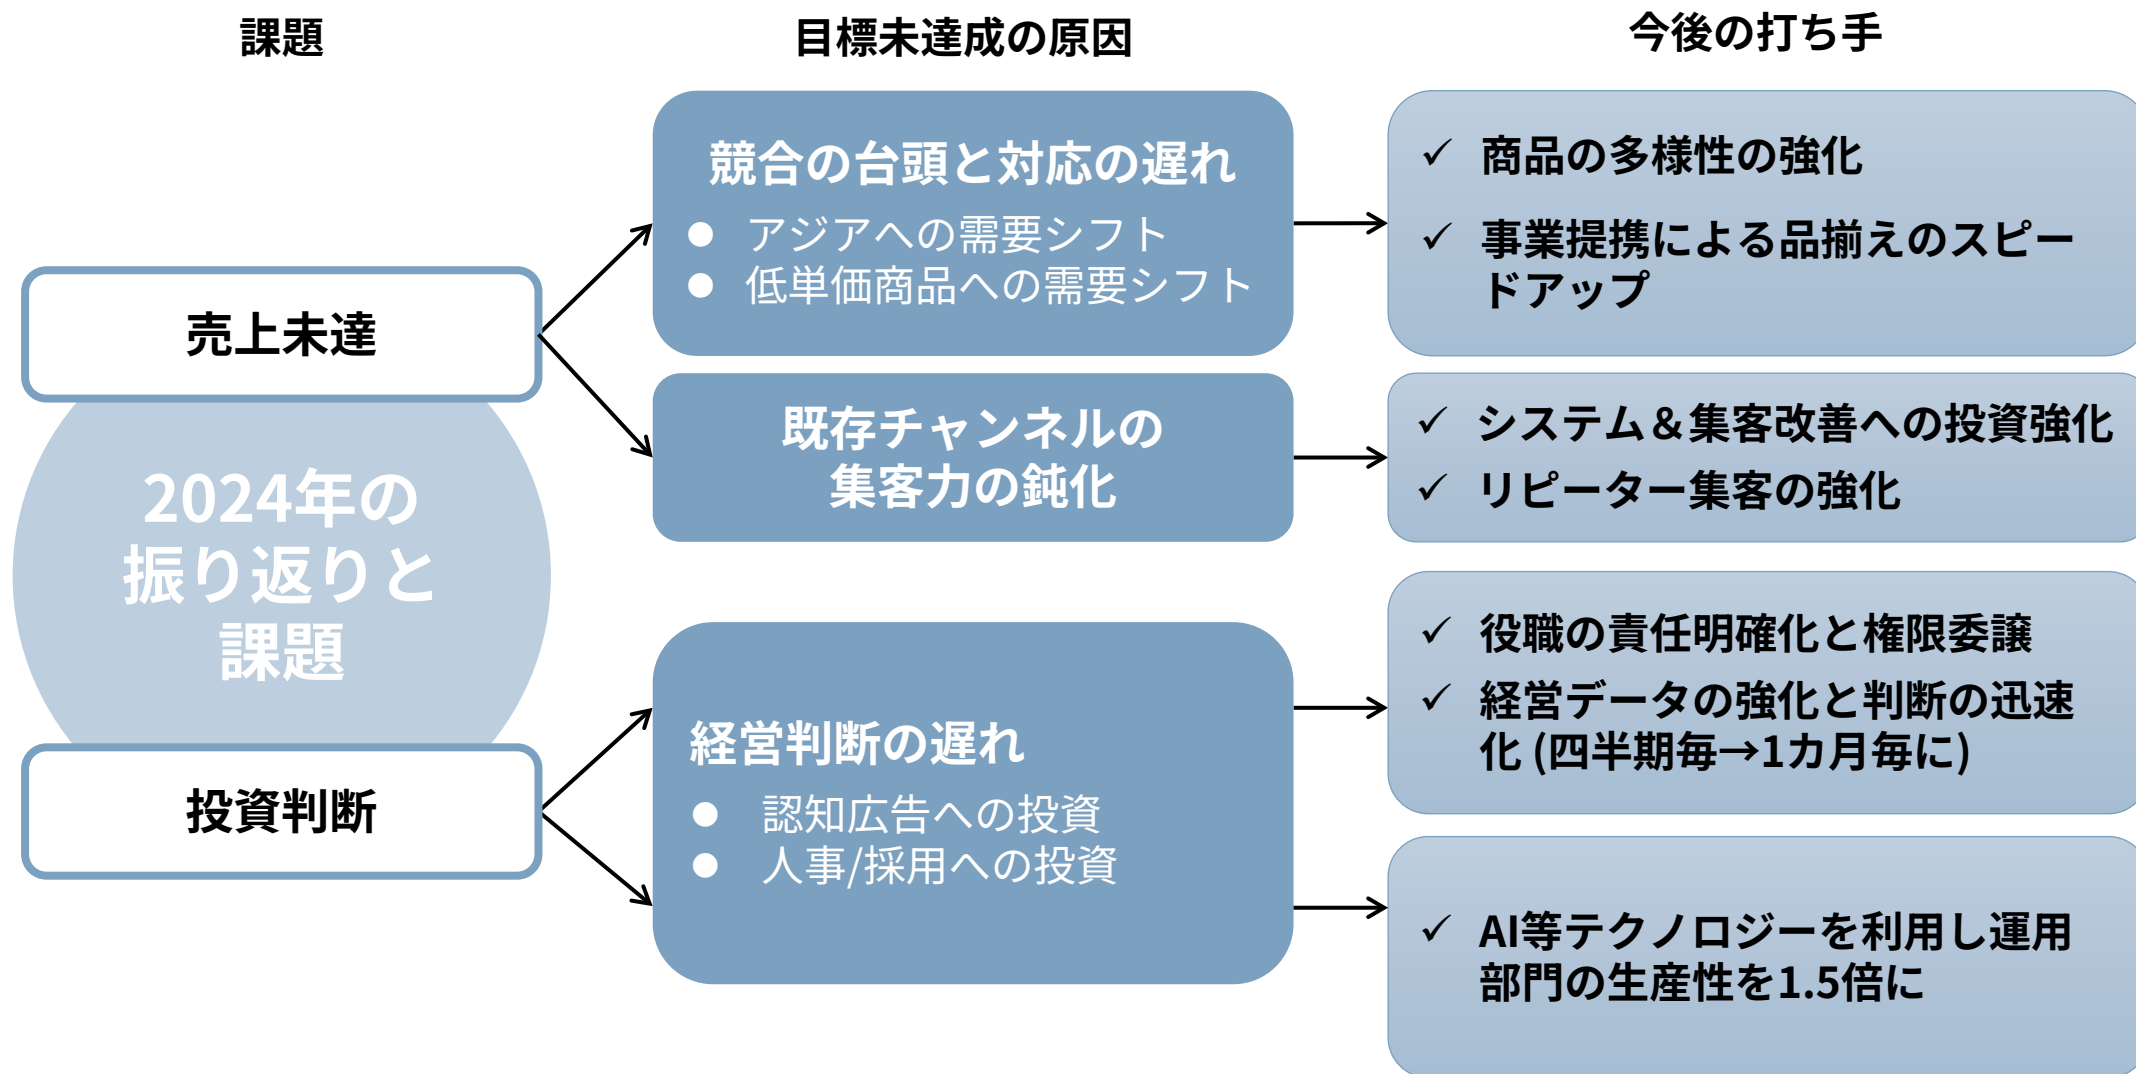 課題
目標未達成の原因
今後の打ち手
売上未達
2024年の
振り返りと
課題
投資判断
競合の台頭と対応の遅れ
● アジアへの需要シフト
● 低単価商品への需要シフト
既存チャンネルの
集客力の鈍化
経営判断の遅れ
● 認知広告への投資
● 人事/採用への投資
✓ 商品の多様性の強化
✓ 事業提携による品揃えのスピー
ドアップ
✓ システム＆集客改善への投資強化
✓ リピーター集客の強化
✓ 役職の責任明確化と権限委譲
✓ 経営データの強化と判断の迅速
化 (四半期毎→1カ月毎に)
✓ AI等テクノロジーを利用し運用
部門の生産性を1.5倍に